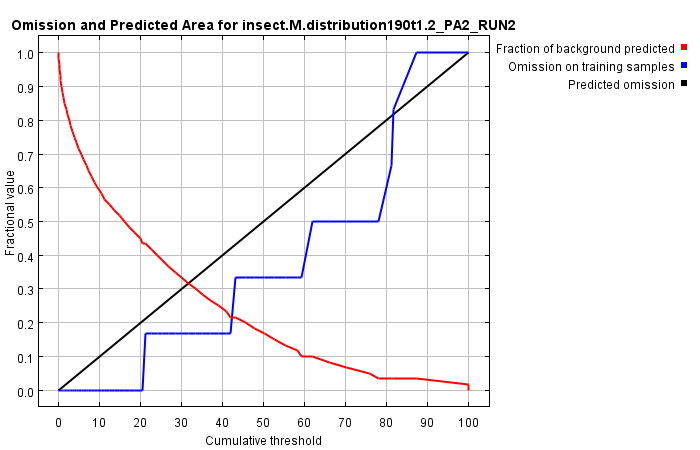 Omission and Predicted Area for insect.M.distribution190t1.2_PA2_RUN2
Fraction of background predicted
Omission on training samples
Predicted omission
Fractional value
1.0
0.9
0.8
0.7
0.6
0.5
0.4
0.3
0.2
0.1
0.0
0 10 20 30 40 50 60 70 80 90 100
Cumulative threshold